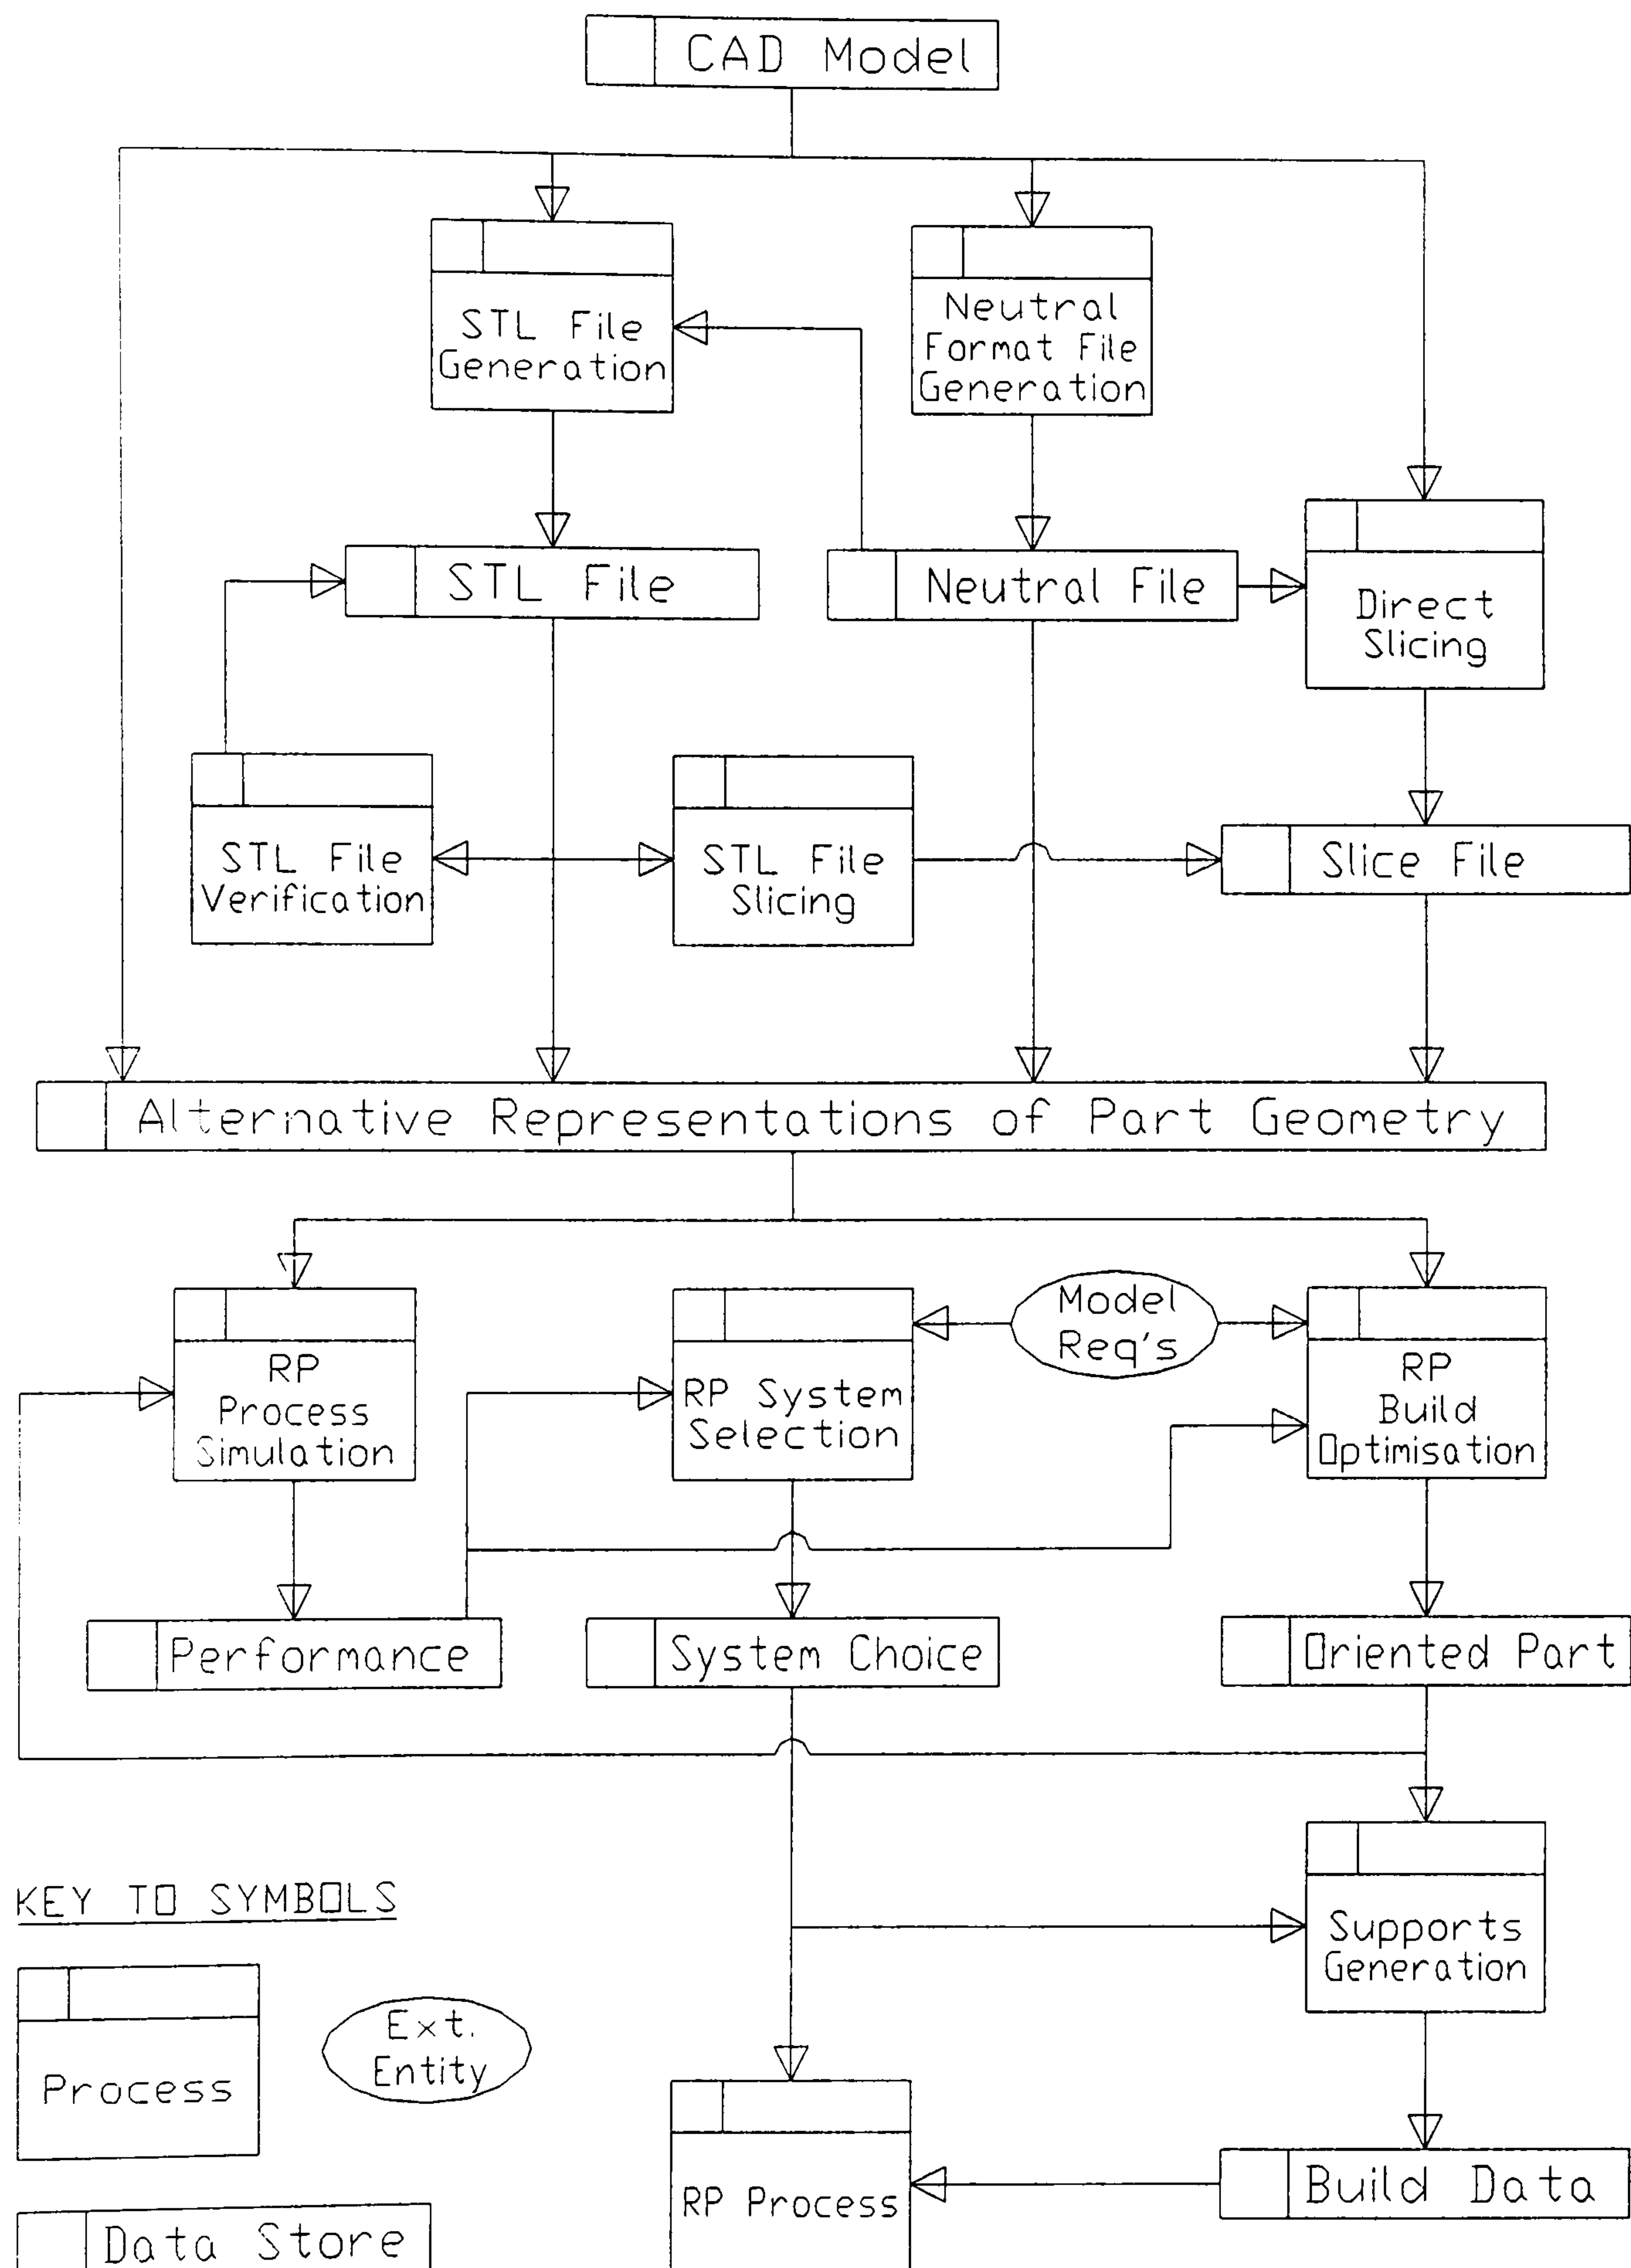 CAD Model
STL File
Generation
Neutral
Format File
Generation
STL File
Neutral File
Direct
Slicing
STL File
Verification
STL File
Slicing
Slice File
Alternative Representations of Part Geometry
RP
Process
Simulation
RP System
Selection
Model
Req's
RP
Build
Optimisation
Performance
System Choice
Oriented Part
KEY TO SYMBOLS
Supports
Generation
Process
Ext.
Entity
RP Process
Build Data
Data Store